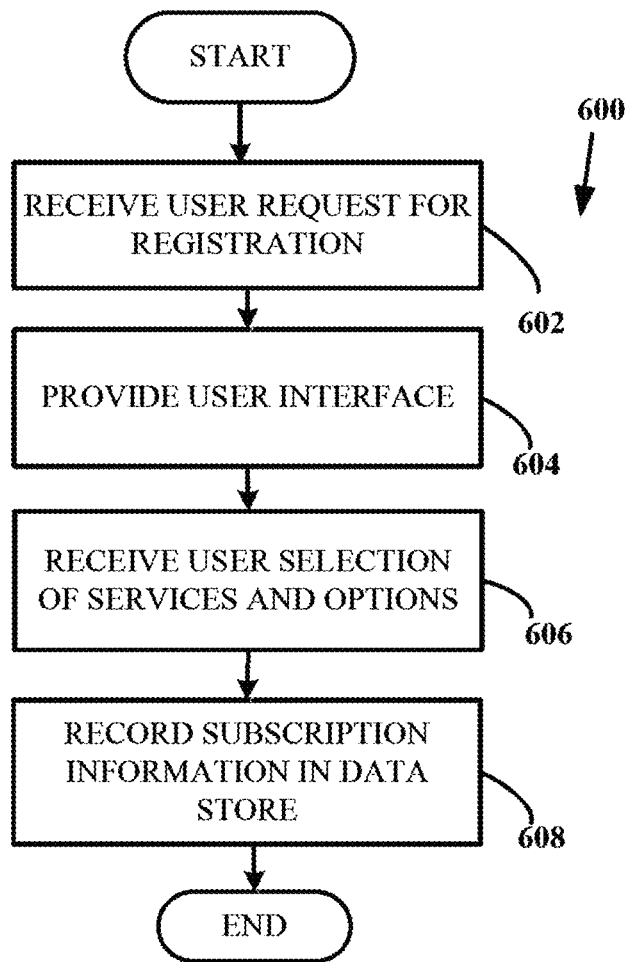 START
600
RECEIVE USER REQUEST FOR
REGISTRATION
602
PROVIDE USER INTERFACE
604
RECEIVE USER SELECTION
OF SERVICES AND OPTIONS
606
RECORD SUBSCRIPTION
INFORMATION IN DATA
STORE
608
END